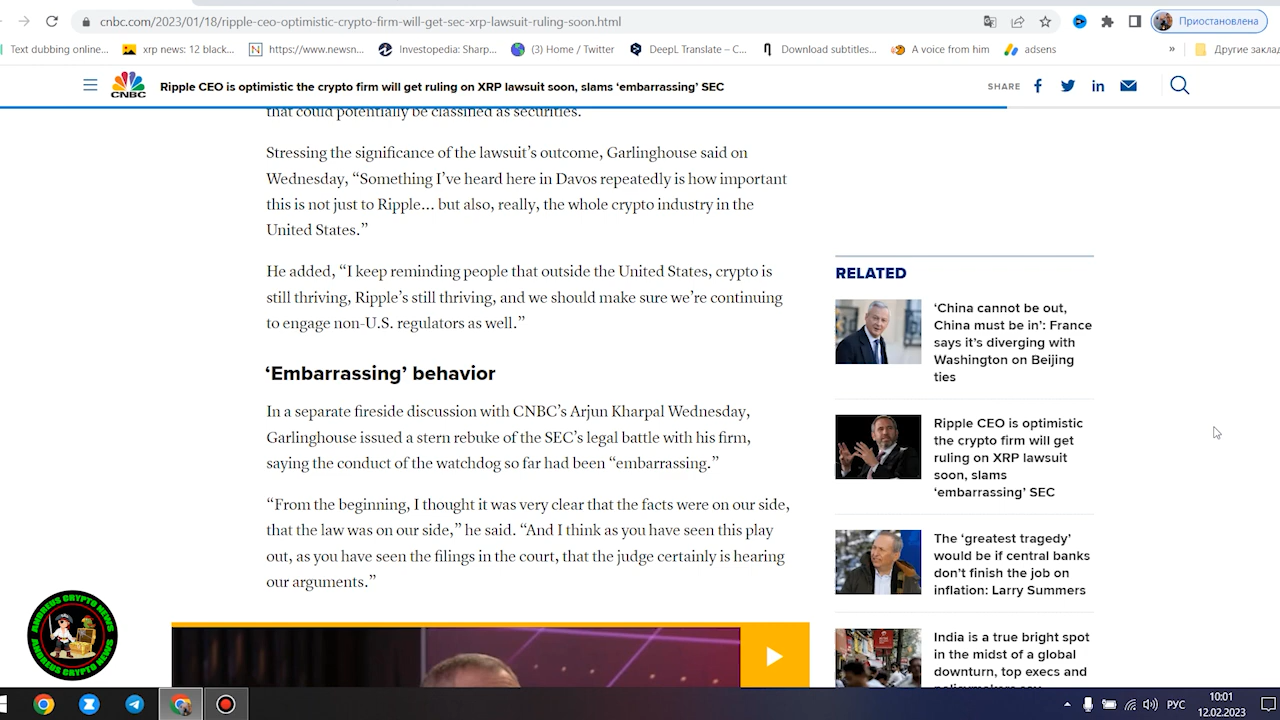 cnbc.com/2023/01/18/ripple-ceo-optimistic-crypto-firm-will-get-sec-xrp-lawsuit-ruling-soon.html
Приостановлена
Text dubbing online...
xrp news: 12 black...
https://www.newsn...
Investopedia: Sharp...
(3) Home / Twitter
DeepL Translate – C...
Download subtitles...
A voice from him
adsens
»
Другие закла
CNBC
Ripple CEO is optimistic the crypto firm will get ruling on XRP lawsuit soon, slams ‘embarrassing’ SEC
SHARE
that could potentially be classified as securities.
Stressing the significance of the lawsuit’s outcome, Garlinghouse said on
Wednesday, “Something I’ve heard here in Davos repeatedly is how important
this is not just to Ripple… but also, really, the whole crypto industry in the
United States.”
He added, “I keep reminding people that outside the United States, crypto is
still thriving, Ripple’s still thriving, and we should make sure we’re continuing
to engage non-U.S. regulators as well.”
‘Embarrassing’ behavior
In a separate fireside discussion with CNBC’s Arjun Kharpal Wednesday,
Garlinghouse issued a stern rebuke of the SEC’s legal battle with his firm,
saying the conduct of the watchdog so far had been “embarrassing.”
“From the beginning, I thought it was very clear that the facts were on our side,
that the law was on our side,” he said. “And I think as you have seen this play
out, as you have seen the filings in the court, that the judge certainly is hearing
our arguments.”
RELATED
‘China cannot be out,
China must be in’: France
says it’s diverging with
Washington on Beijing
ties
Ripple CEO is optimistic
the crypto firm will get
ruling on XRP lawsuit
soon, slams
‘embarrassing’ SEC
The ‘greatest tragedy’
would be if central banks
don’t finish the job on
inflation: Larry Summers
India is a true bright spot
in the midst of a global
downturn, top execs and
ANDREUS CRYPTO NEWS
ANDREUS CRYPTO NEWS
РУС
10:01
12.02.2023